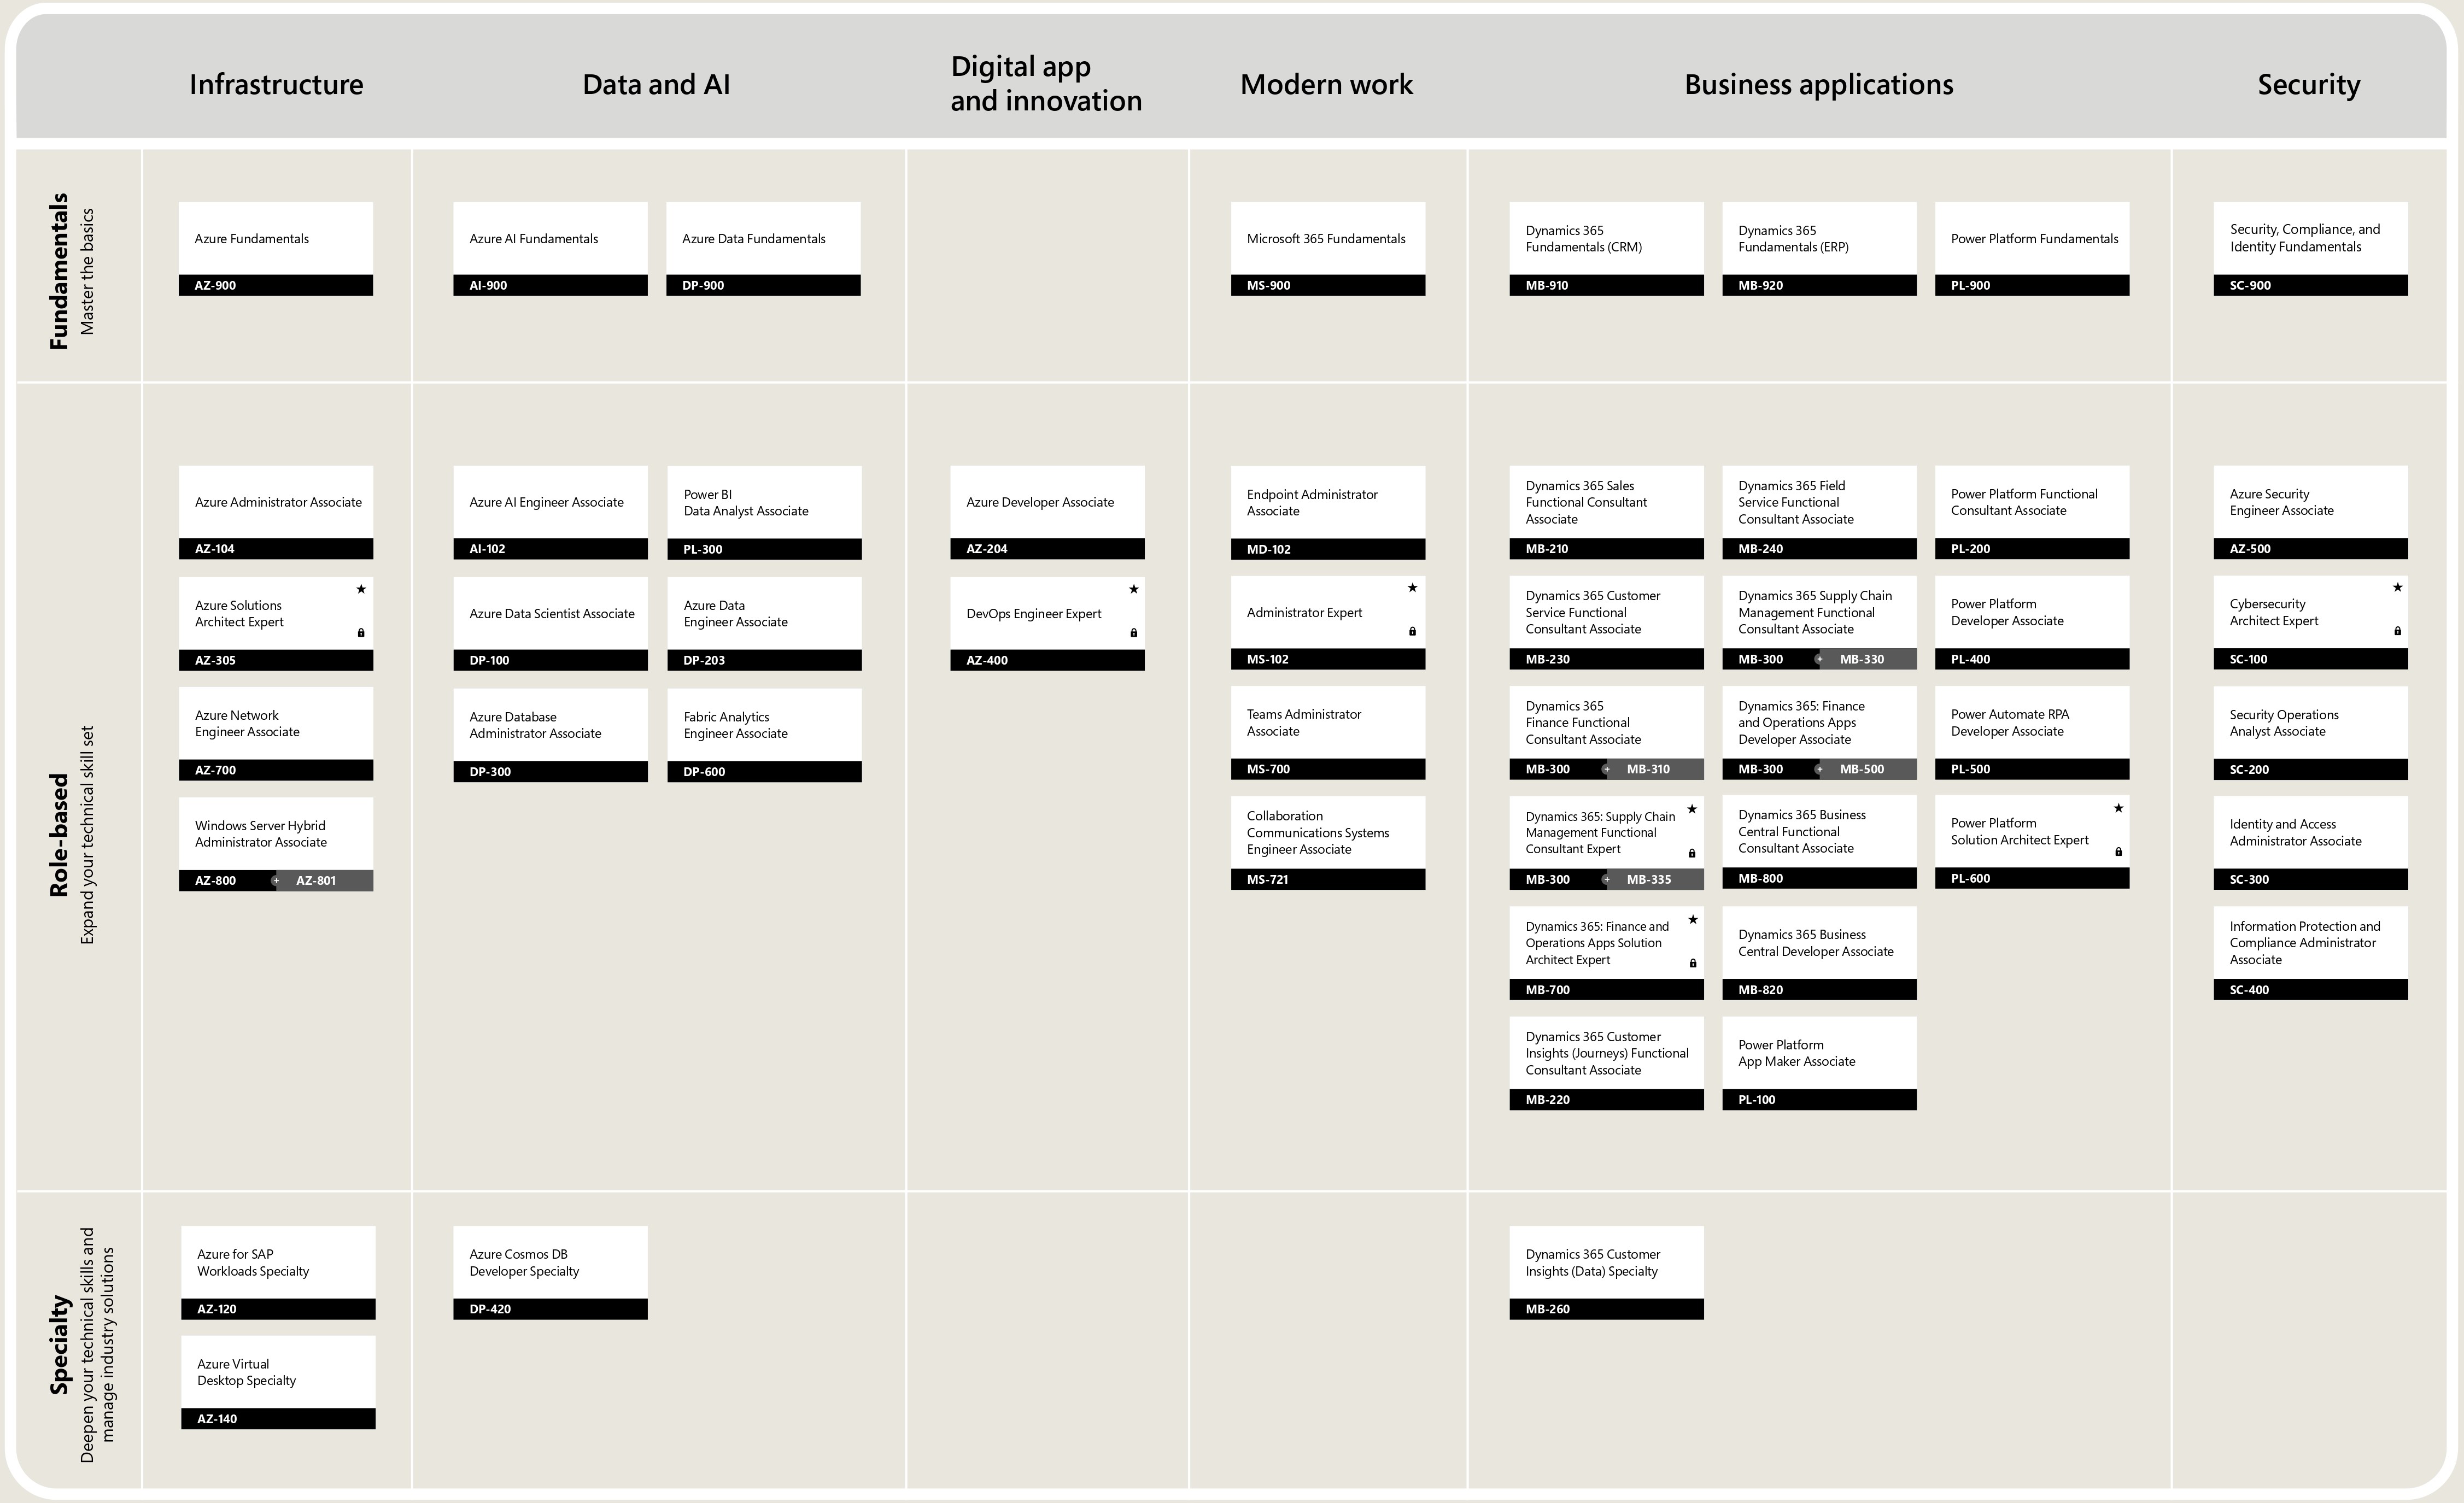 Infrastructure
Data and AI
Digital app
and innovation
Modern work
Business applications
Security
Fundamentals
Master the basics
Azure Fundamentals
AZ-900
Azure AI Fundamentals
AI-900
Azure Data Fundamentals
DP-900
Microsoft 365 Fundamentals
MS-900
Dynamics 365
Fundamentals (CRM)
MB-910
Dynamics 365
Fundamentals (ERP)
MB-920
Power Platform Fundamentals
PL-900
Security, Compliance, and
Identity Fundamentals
SC-900
Role-based
Expand your technical skill set
Azure Administrator Associate
AZ-104
Azure Solutions
Architect Expert
AZ-305
Azure Network
Engineer Associate
AZ-700
Windows Server Hybrid
Administrator Associate
AZ-800 + AZ-801
Azure AI Engineer Associate
AI-102
Power BI
Data Analyst Associate
PL-300
Azure Data Scientist Associate
DP-100
Azure Data
Engineer Associate
DP-203
Azure Database
Administrator Associate
DP-300
Fabric Analytics
Engineer Associate
DP-600
Azure Developer Associate
AZ-204
DevOps Engineer Expert
AZ-400
Endpoint Administrator
Associate
MD-102
Administrator Expert
MS-102
Teams Administrator
Associate
MS-700
Collaboration
Communications Systems
Engineer Associate
MS-721
Dynamics 365 Sales
Functional Consultant
Associate
MB-210
Dynamics 365 Field
Service Functional
Consultant Associate
MB-240
Power Platform Functional
Consultant Associate
PL-200
Dynamics 365 Customer
Service Functional
Consultant Associate
MB-230
Dynamics 365 Supply Chain
Management Functional
Consultant Associate
MB-300 + MB-330
Power Platform
Developer Associate
PL-400
Dynamics 365
Finance Functional
Consultant Associate
MB-300 + MB-310
Dynamics 365: Finance
and Operations Apps
Developer Associate
MB-300 + MB-500
Power Automate RPA
Developer Associate
PL-500
Dynamics 365: Supply Chain
Management Functional
Consultant Expert
MB-300 + MB-335
Dynamics 365 Business
Central Functional
Consultant Associate
MB-800
Power Platform
Solution Architect Expert
PL-600
Dynamics 365: Finance and
Operations Apps Solution
Architect Expert
MB-700
Dynamics 365 Business
Central Developer Associate
MB-820
Dynamics 365 Customer
Insights (Journeys) Functional
Consultant Associate
MB-220
Power Platform
App Maker Associate
PL-100
Azure Security
Engineer Associate
AZ-500
Cybersecurity
Architect Expert
SC-100
Security Operations
Analyst Associate
SC-200
Identity and Access
Administrator Associate
SC-300
Information Protection and
Compliance Administrator
Associate
SC-400
Specialty
Deepen your technical skills and
manage industry solutions
Azure for SAP
Workloads Specialty
AZ-120
Azure Virtual
Desktop Specialty
AZ-140
Azure Cosmos DB
Developer Specialty
DP-420
Dynamics 365 Customer
Insights (Data) Specialty
MB-260